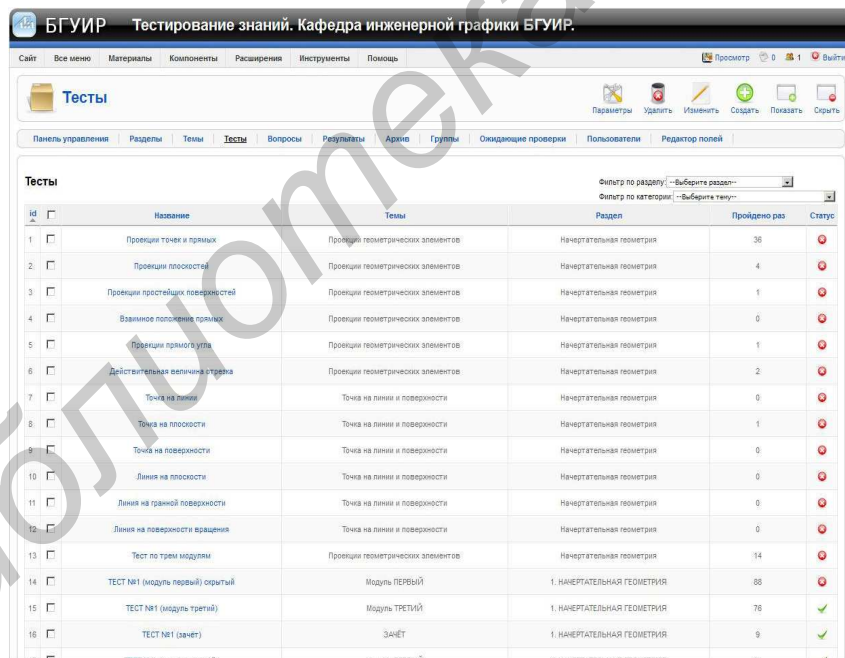 БГУИР Тестирование знаний. Кафедра инженерной графики БГУИР.
Сайт Все меню Материалы Компоненты Расширения Инструменты Помощь Просмотр 0 1 Выйти
Тесты
Параметры Удалить Изменить Создать Показать Скрыть
Панель управления Разделы Темы Тесты Вопросы Результаты Архив Группы Ожидающие проверки Пользователи Редактор полей
Тесты
Фильтр по разделу: --Выберите раздел--
Фильтр по категории: --Выберите тему--
id Название Темы Раздел Пройдено раз Статус
1 Проекции точек и прямых Проекции геометрических элементов Начертательная геометрия 36
2 Проекции плоскостей Проекции геометрических элементов Начертательная геометрия 4
3 Проекции простейших поверхностей Проекции геометрических элементов Начертательная геометрия 1
4 Взаимное положение прямых Проекции геометрических элементов Начертательная геометрия 0
5 Проекции прямого угла Проекции геометрических элементов Начертательная геометрия 1
6 Действительная величина отрезка Проекции геометрических элементов Начертательная геометрия 2
7 Точка на линии Точка на линии и поверхности Начертательная геометрия 0
8 Точка на плоскости Точка на линии и поверхности Начертательная геометрия 1
9 Точка на поверхности Точка на линии и поверхности Начертательная геометрия 0
10 Линия на плоскости Точка на линии и поверхности Начертательная геометрия 0
11 Линия на гранной поверхности Точка на линии и поверхности Начертательная геометрия 0
12 Линия на поверхности вращения Точка на линии и поверхности Начертательная геометрия 0
13 Тест по трем модулям Проекции геометрических элементов Начертательная геометрия 14
14 ТЕСТ №1 (модуль первый) скрытый Модуль ПЕРВЫЙ 1. НАЧЕРТАТЕЛЬНАЯ ГЕОМЕТРИЯ 88
15 ТЕСТ №1 (модуль третий) Модуль ТРЕТИЙ 1. НАЧЕРТАТЕЛЬНАЯ ГЕОМЕТРИЯ 76
16 ТЕСТ №1 (зачёт) ЗАЧЁТ 1. НАЧЕРТАТЕЛЬНАЯ ГЕОМЕТРИЯ 9